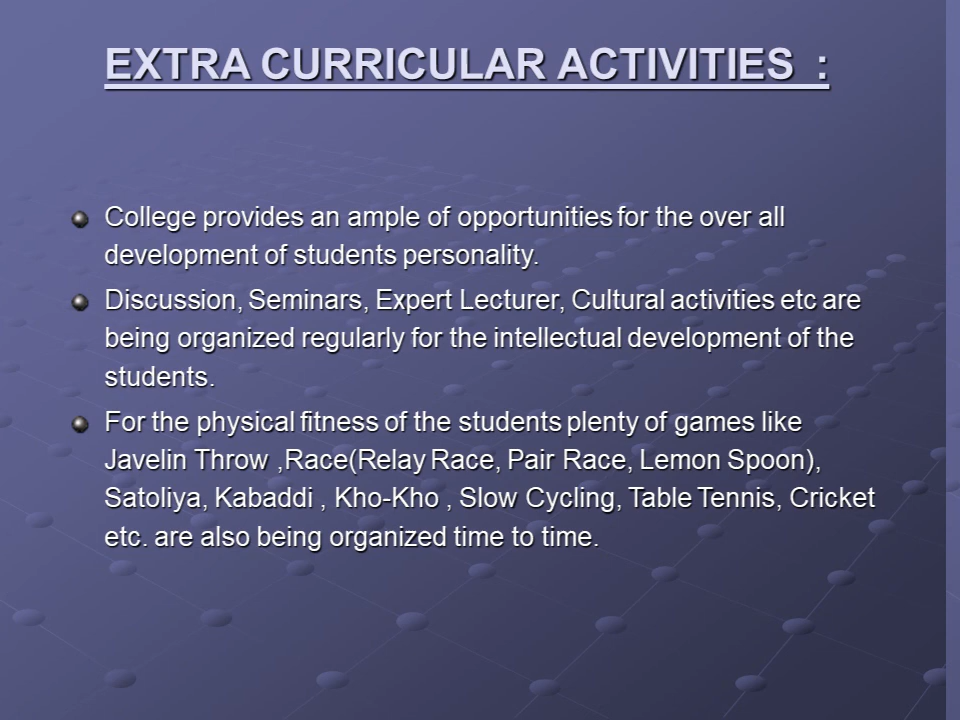 EXTRA CURRICULAR ACTIVITIES :
College provides an ample of opportunities for the over all
development of students personality.
Discussion, Seminars, Expert Lecturer, Cultural activities etc are
being organized regularly for the intellectual development of the
students.
For the physical fitness of the students plenty of games like
Javelin Throw ,Race(Relay Race, Pair Race, Lemon Spoon),
Satoliya, Kabaddi , Kho-Kho , Slow Cycling, Table Tennis, Cricket
etc. are also being organized time to time.